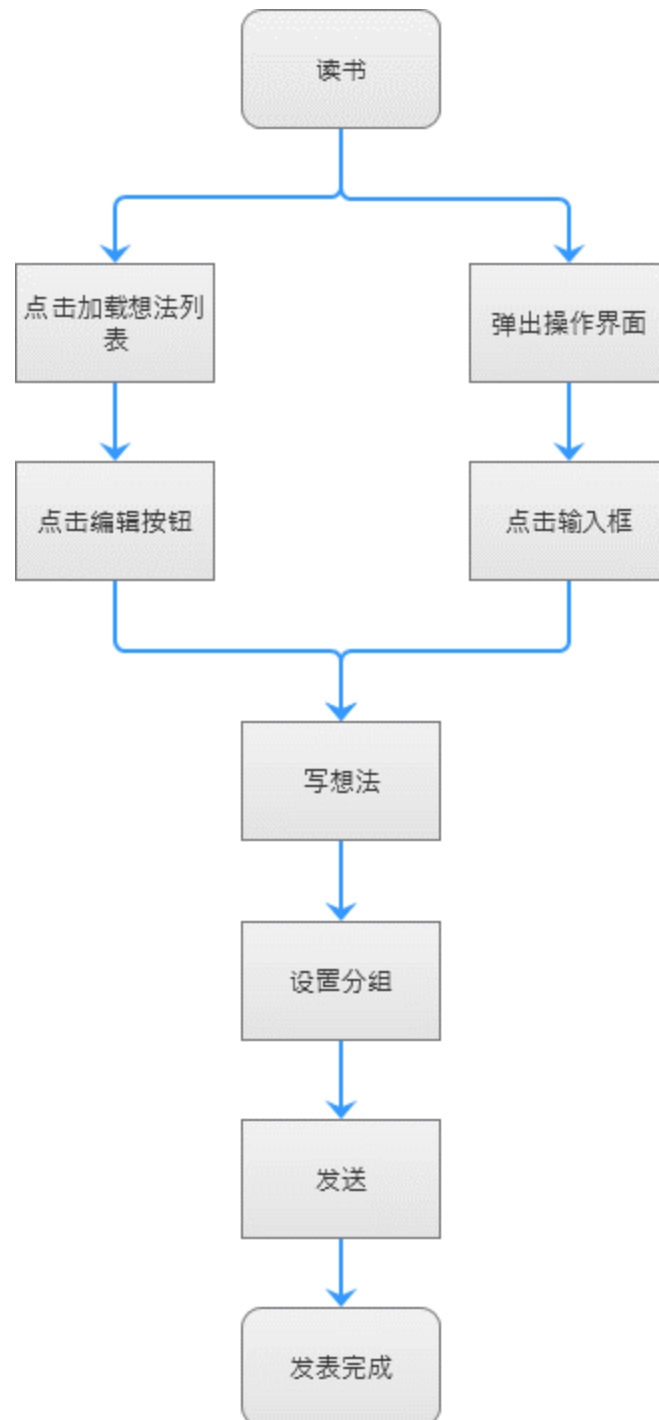 读书
点击加载想法列
表
弹出操作界面
点击编辑按钮
点击输入框
写想法
设置分组
发送
发表完成